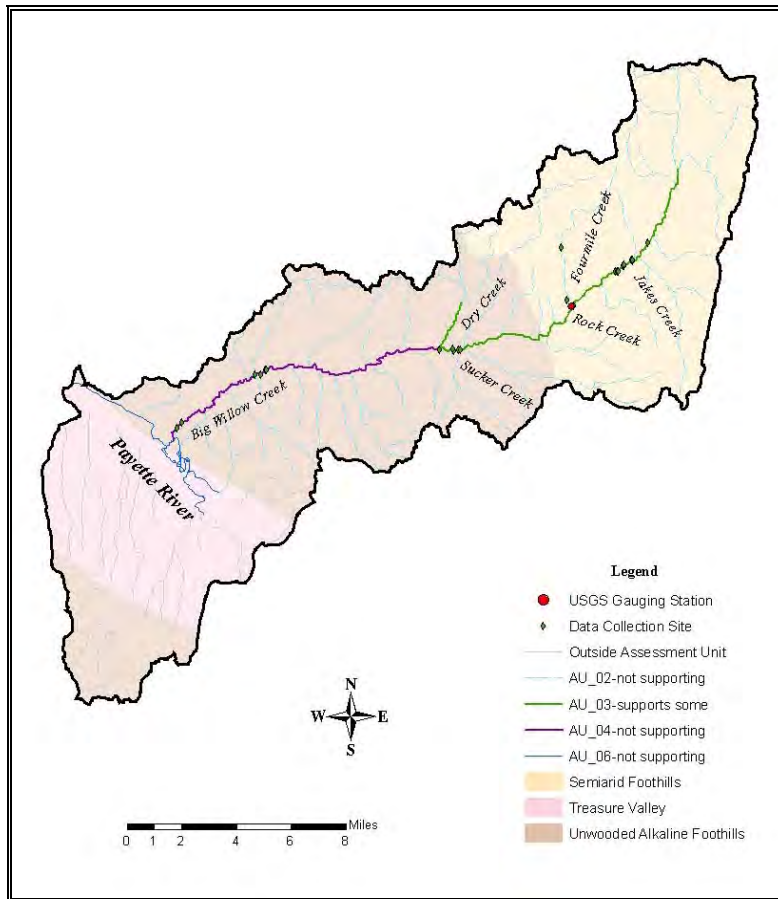 Fourmile Creek
Jakes Creek
Dry Creek
Rock Creek
Sucker Creek
Big Willow Creek
Payette River
Legend
USGS Gauging Station
Data Collection Site
Outside Assessment Unit
AU_02-not supporting
AU_03-supports some
AU_04-not supporting
AU_06-not supporting
Semiarid Foothills
Treasure Valley
Unwooded Alkaline Foothills
N
W E
S
Miles
0 1 2 4 6 8